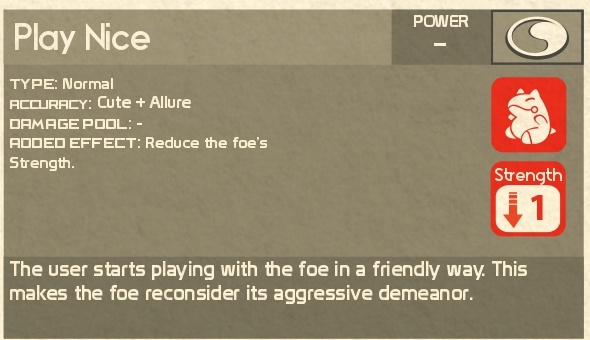 Play Nice
POWER
–
TYPE: Normal
ACCURACY: Cute + Allure
DAMAGE POOL: -
ADDED EFFECT: Reduce the foe's
Strength.
Strength
1
The user starts playing with the foe in a friendly way. This
makes the foe reconsider its aggressive demeanor.